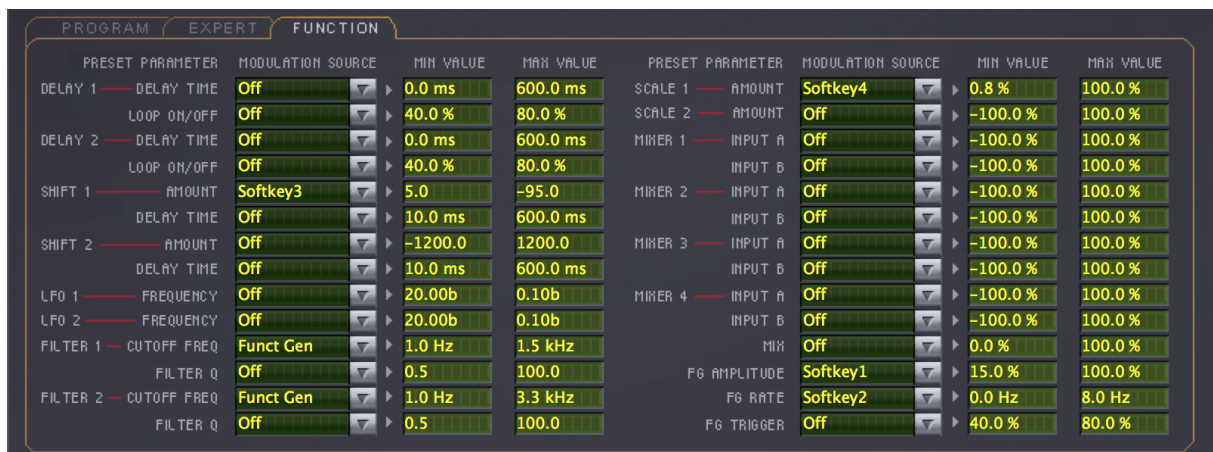 PROGRAM EXPERT FUNCTION
PRESET PARAMETER MODULATION SOURCE MIN VALUE MAX VALUE PRESET PARAMETER MODULATION SOURCE MIN VALUE MAX VALUE
DELAY 1 DELAY TIME Off 0.0 ms 600.0 ms SCALE 1 AMOUNT Softkey4 0.8 % 100.0 %
LOOP ON/OFF Off 40.0 % 80.0 % SCALE 2 AMOUNT Off -100.0 % 100.0 %
DELAY 2 DELAY TIME Off 0.0 ms 600.0 ms MIXER 1 INPUT A Off -100.0 % 100.0 %
LOOP ON/OFF Off 40.0 % 80.0 % INPUT B Off -100.0 % 100.0 %
SHIFT 1 AMOUNT Softkey3 5.0 -95.0 MIXER 2 INPUT A Off -100.0 % 100.0 %
DELAY TIME Off 10.0 ms 600.0 ms INPUT B Off -100.0 % 100.0 %
SHIFT 2 AMOUNT Off -1200.0 1200.0 MIXER 3 INPUT A Off -100.0 % 100.0 %
DELAY TIME Off 10.0 ms 600.0 ms INPUT B Off -100.0 % 100.0 %
LFO 1 FREQUENCY Off 20.00b 0.10b MIXER 4 INPUT A Off -100.0 % 100.0 %
LFO 2 FREQUENCY Off 20.00b 0.10b INPUT B Off -100.0 % 100.0 %
FILTER 1 CUTOFF FREQ Funct Gen 1.0 Hz 1.5 kHz MIX Off 0.0 % 100.0 %
FILTER Q Off 0.5 100.0 FG AMPLITUDE Softkey1 15.0 % 100.0 %
FILTER 2 CUTOFF FREQ Funct Gen 1.0 Hz 3.3 kHz FG RATE Softkey2 0.0 Hz 8.0 Hz
FILTER Q Off 0.5 100.0 FG TRIGGER Off 40.0 % 80.0 %